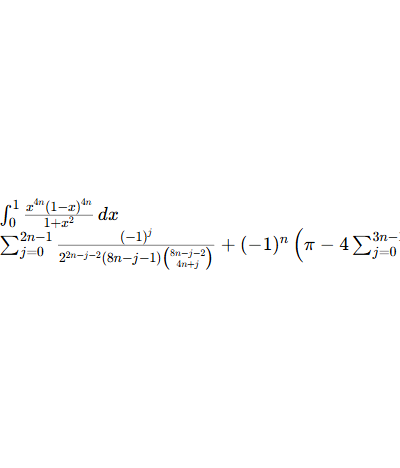 ∫_0^1 \frac{x^{4n}(1-x)^{4n}}{1+x^2} dx
∑_{j=0}^{2n-1} \frac{(-1)^j}{2^{2n-j-2}(8n-j-1)\binom{8n-j-2}{4n+j}} + (-1)^n (π - 4 ∑_{j=0}^{3n-